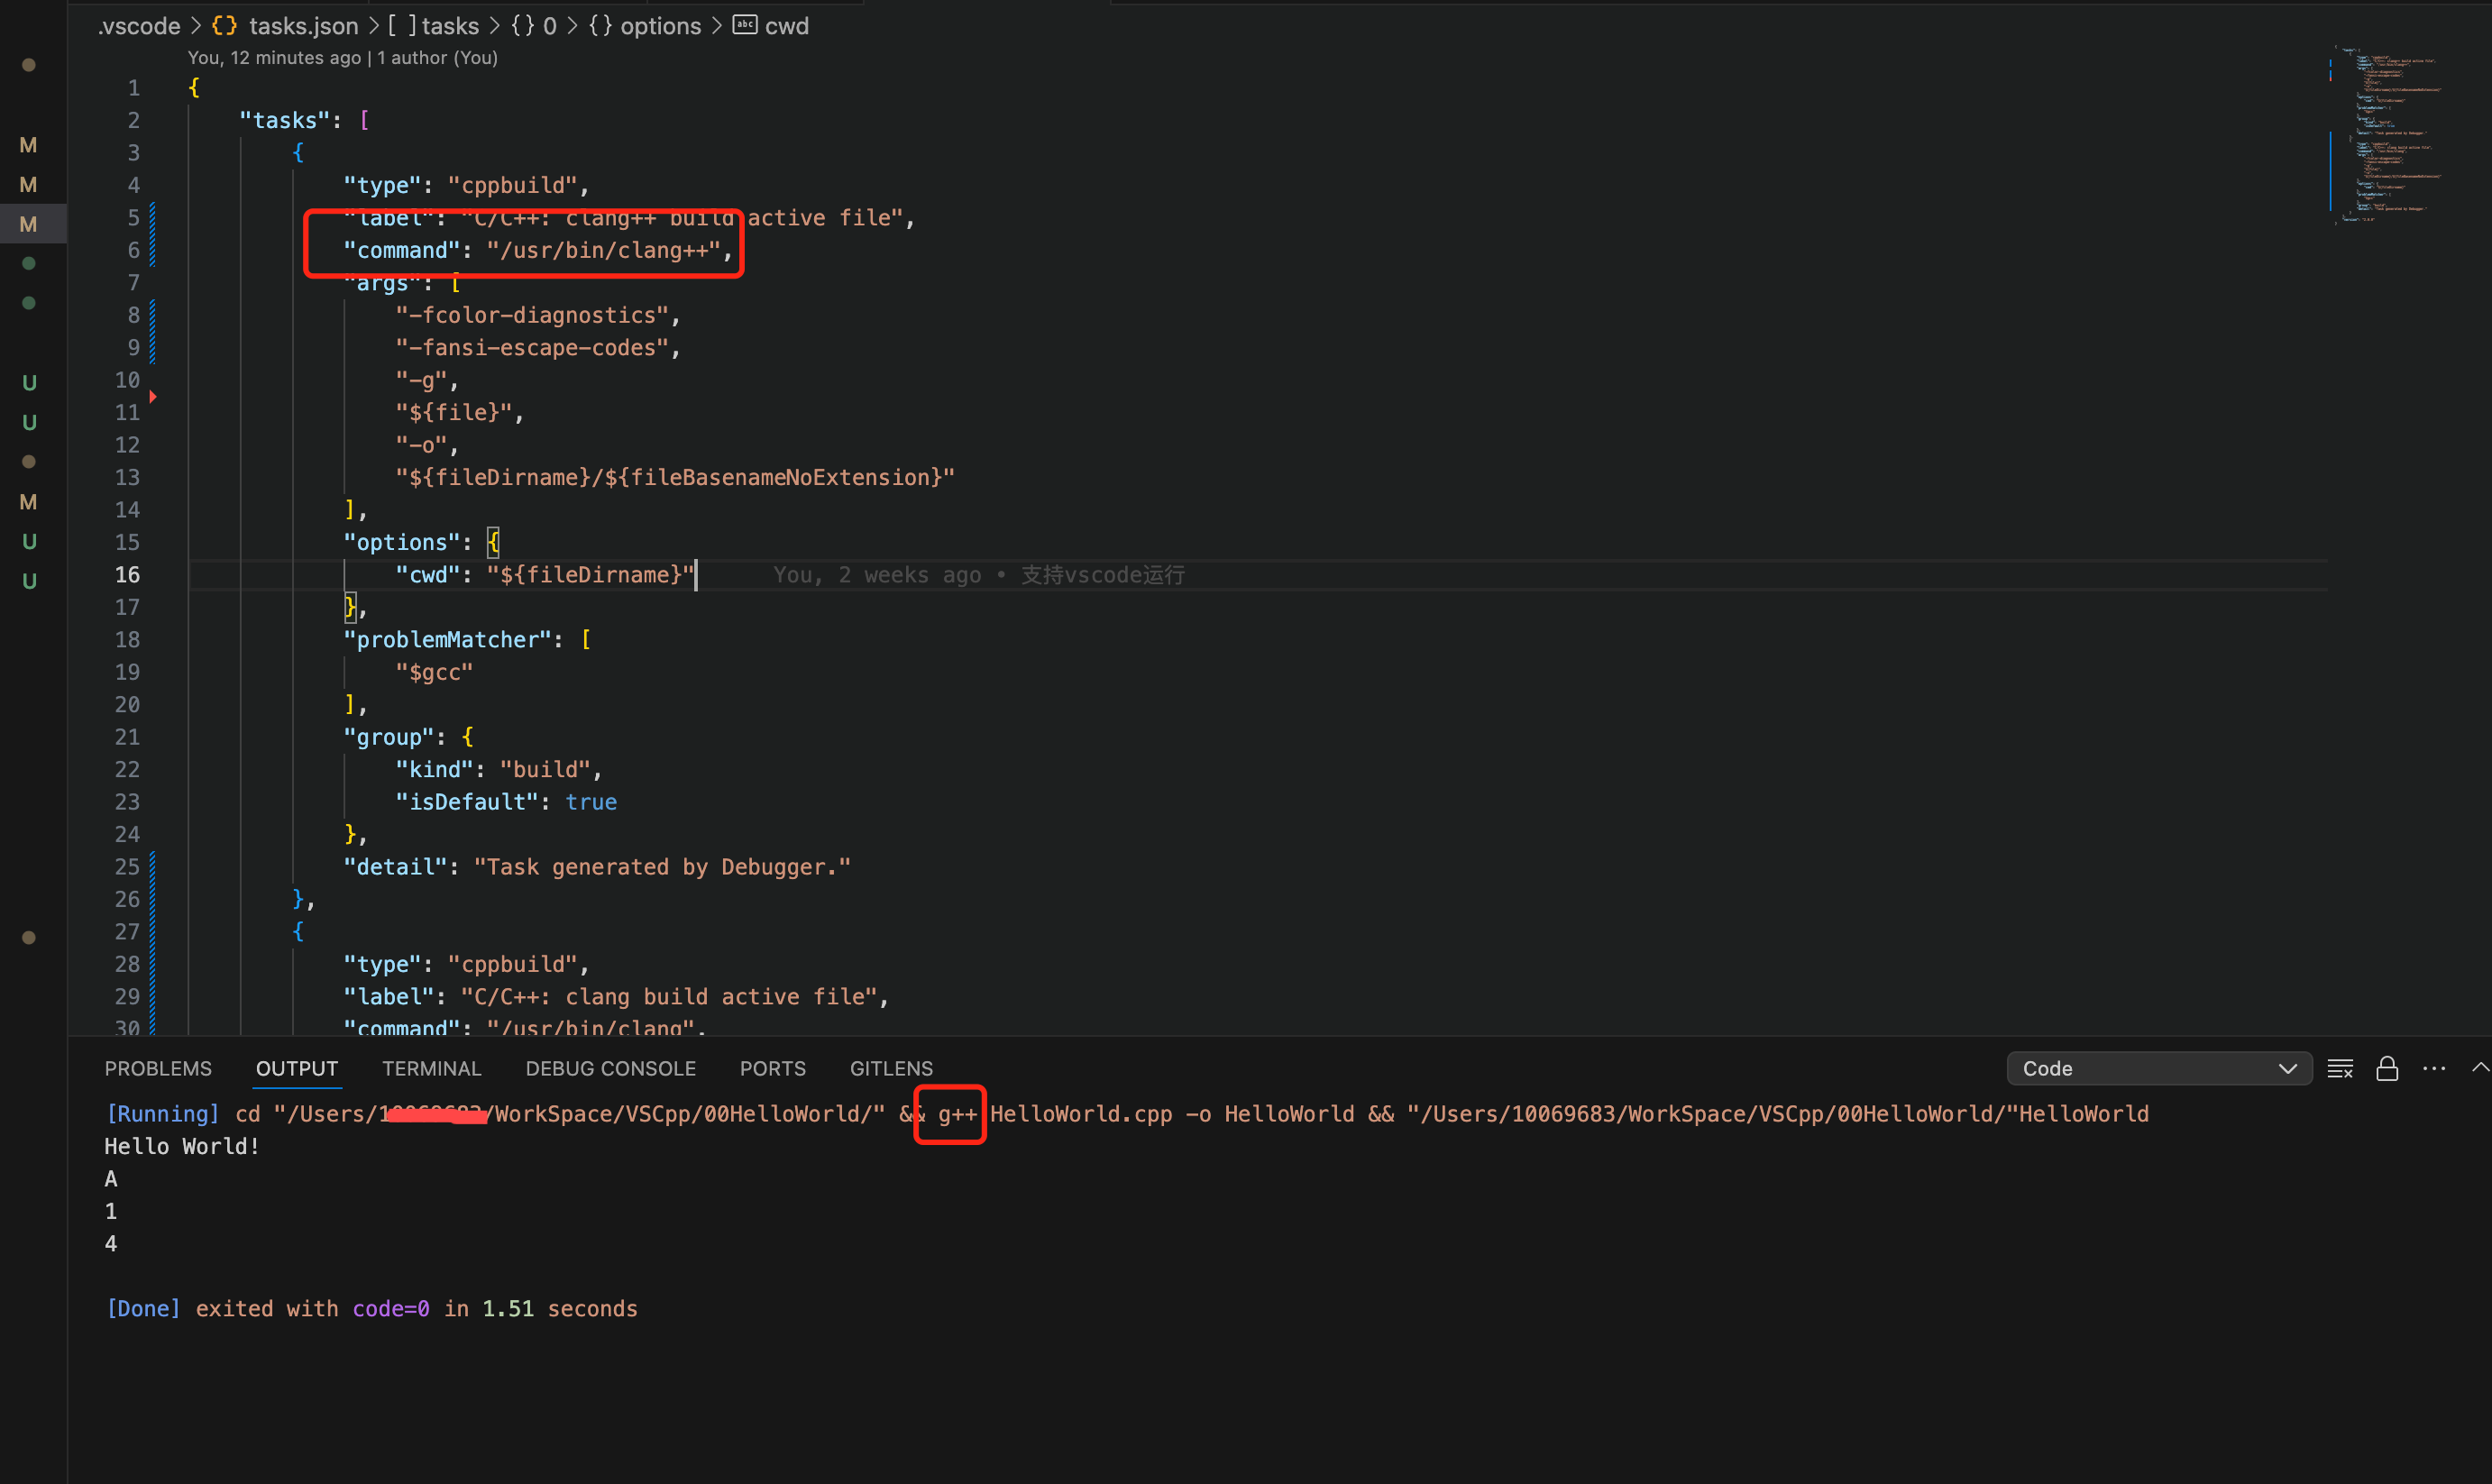 .vscode > {} tasks.json > [ ] tasks > {} 0 > {} options > abc cwd
You, 12 minutes ago | 1 author (You)
1 {
2 "tasks": [
3 {
4 "type": "cppbuild",
5 "label": "C/C++: clang++ build active file",
6 "command": "/usr/bin/clang++",
7 "args": [
8 "-fcolor-diagnostics",
9 "-fansi-escape-codes",
10 "-g",
11 "${file}",
12 "-o",
13 "${fileDirname}/${fileBasenameNoExtension}"
14 ],
15 "options": {
16 "cwd": "${fileDirname}" You, 2 weeks ago • 支持vscode运行
17 },
18 "problemMatcher": [
19 "$gcc"
20 ],
21 "group": {
22 "kind": "build",
23 "isDefault": true
24 },
25 "detail": "Task generated by Debugger."
26 },
27 {
28 "type": "cppbuild",
29 "label": "C/C++: clang build active file",
30 "command": "/usr/bin/clang",
M
M
M
U
U
M
U
U
PROBLEMS OUTPUT TERMINAL DEBUG CONSOLE PORTS GITLENS Code
[Running] cd "/Users/ /WorkSpace/VSCpp/00HelloWorld/" && g++ HelloWorld.cpp -o HelloWorld && "/Users/10069683/WorkSpace/VSCpp/00HelloWorld/"HelloWorld
Hello World!
A
1
4
[Done] exited with code=0 in 1.51 seconds